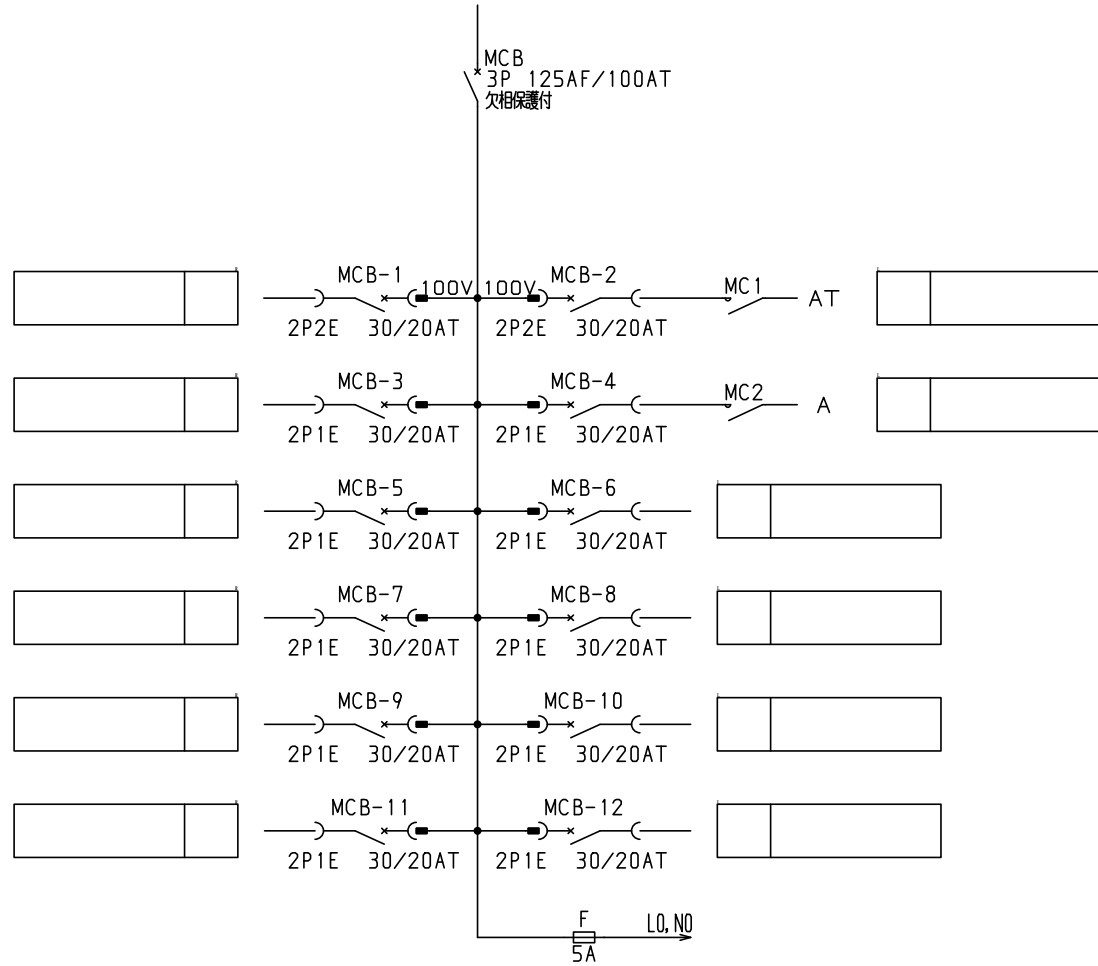 MCB
3P 125AF/100AT
欠相保護付
MCB-1
100V
100V
MCB-2
MC1
AT
2P2E 30/20AT
2P2E 30/20AT
MCB-3
MCB-4
MC2
A
2P1E 30/20AT
2P1E 30/20AT
MCB-5
MCB-6
2P1E 30/20AT
2P1E 30/20AT
MCB-7
MCB-8
2P1E 30/20AT
2P1E 30/20AT
MCB-9
MCB-10
2P1E 30/20AT
2P1E 30/20AT
MCB-11
MCB-12
2P1E 30/20AT
2P1E 30/20AT
F
L0,N0
5A